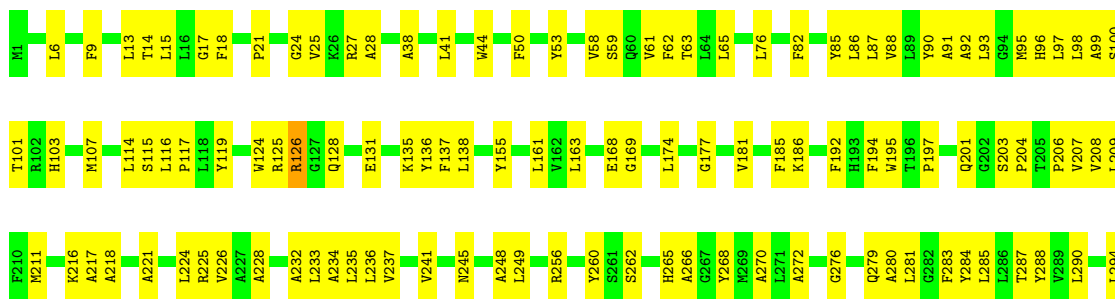 M1 L6 F9 L13 T14 L15 L16 G17 F18 P21 G24 V25 K26 R27 A28 A38 L41 W44 F50 Y53 V58 S59 Q60 V61 F62 T63 L64 L65 L76 F82 Y85 L86 L87 V88 L89 Y90 A91 A92 L93 G94 M95 H96 L97 L98 A99 S100
T101 R102 H103 M107 L114 S115 L116 P117 L118 Y119 W124 R125 R126 G127 Q128 E131 K135 Y136 F137 L138 Y155 L161 V162 L163 E168 G169 L174 G177 V181 F185 K186 F192 H193 F194 W195 T196 P197 Q201 G202 S203 P204 T205 P206 V207 V208
F210 M211 K216 A217 A218 A221 L224 R225 V226 A227 A228 A232 L233 A234 L235 L236 V237 V241 N245 A248 L249 R256 Y260 S261 S262 H265 A266 G267 Y268 M269 A270 L271 A272 G276 Q279 A280 L281 G282 F283 Y284 L285 L286 T287 Y288 V289 L290